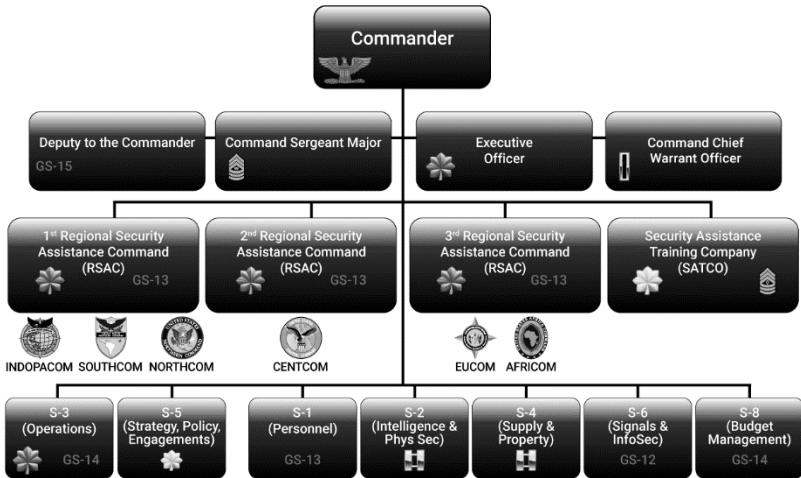 Commander
Deputy to the Commander
GS-15
Command Sergeant Major
Executive
Officer
Command Chief
Warrant Officer
1st Regional Security
Assistance Command
(RSAC)
GS-13
2nd Regional Security
Assistance Command
(RSAC)
GS-13
3rd Regional Security
Assistance Command
(RSAC)
GS-13
Security Assistance
Training Company
(SATCO)
INDOPACOM
SOUTHCOM
NORTHCOM
CENTCOM
EUCOM
AFRICOM
S-3
(Operations)
GS-14
S-5
(Strategy, Policy,
Engagements)
S-1
(Personnel)
GS-13
S-2
(Intelligence &
Phys Sec)
S-4
(Supply &
Property)
S-6
(Signals &
InfoSec)
GS-12
S-8
(Budget
Management)
GS-14